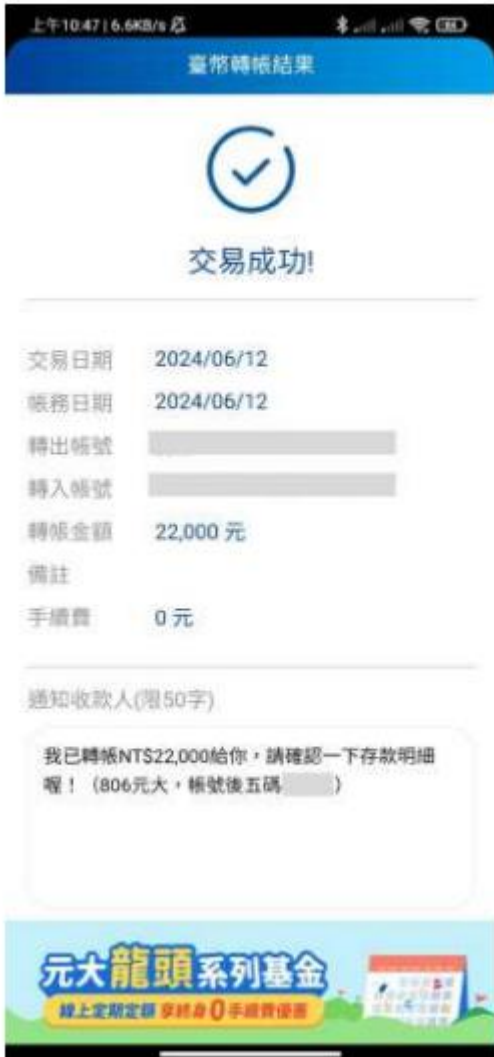 上午10:47 | 6.6KB/s
臺幣轉帳結果
交易成功!
交易日期 2024/06/12
帳務日期 2024/06/12
轉出帳號
轉入帳號
轉帳金額 22,000 元
備註
手續費 0 元
通知收款人(限50字)
我已轉帳NT$22,000給你，請確認一下存款明細
喔！（806元大，帳號後五碼 ）
元大龍頭系列基金
線上定期定額 享終身0手續費優惠